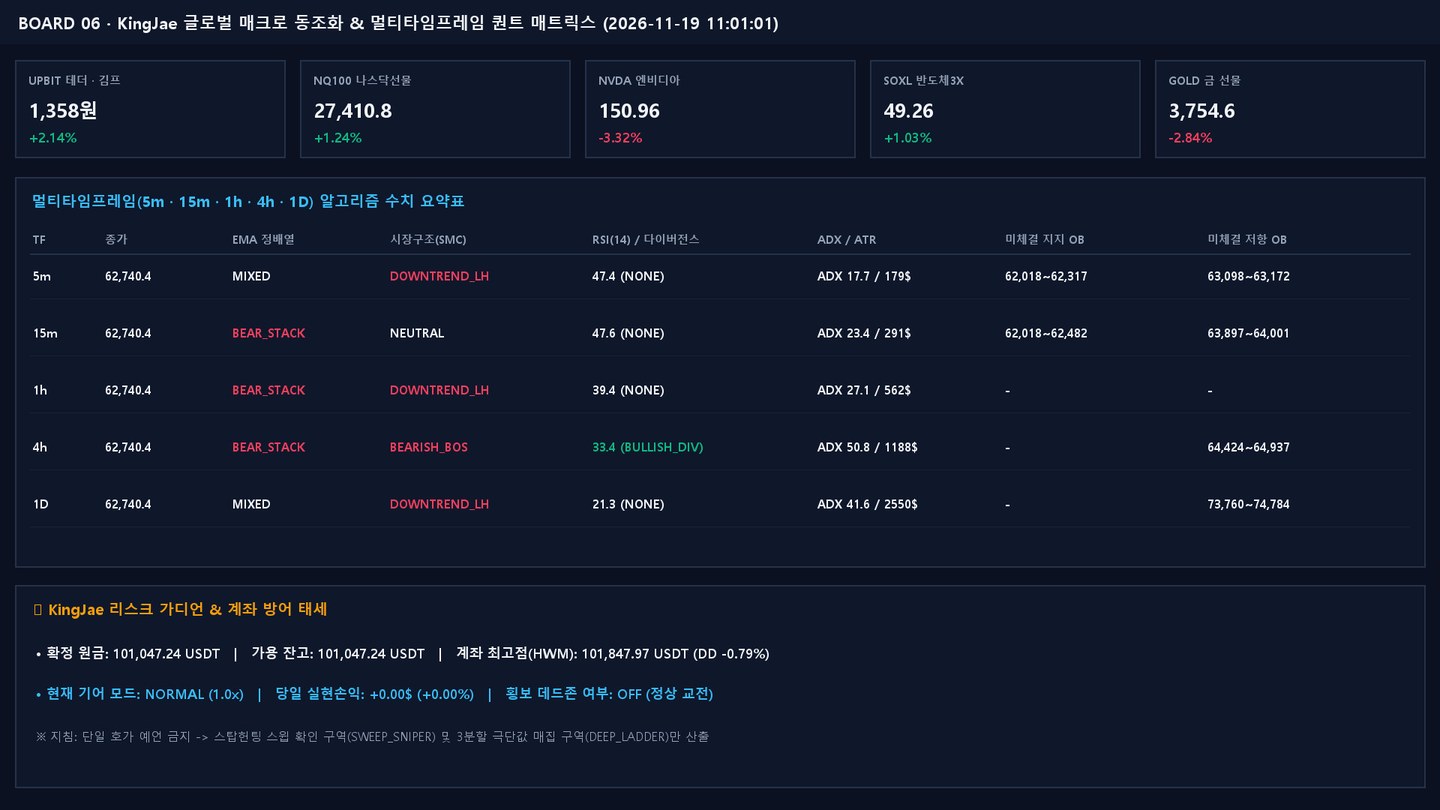 BOARD 06 · KingJae 글로벌 매크로 동조화 & 멀티타임프레임 퀀트 매트릭스 (2026-11-19 11:01:01)
UPBIT 테더 · 김프
1,358원
+2.14%
NQ100 나스닥선물
27,410.8
+1.24%
NVDA 엔비디아
150.96
-3.32%
SOXL 반도체3X
49.26
+1.03%
GOLD 금 선물
3,754.6
-2.84%
멀티타임프레임(5m · 15m · 1h · 4h · 1D) 알고리즘 수치 요약표
TF 종가 EMA 정배열 시장구조(SMC) RSI(14) / 다이버전스 ADX / ATR 미체결 지지 OB 미체결 저항 OB
5m 62,740.4 MIXED DOWNTREND_LH 47.4 (NONE) ADX 17.7 / 179$ 62,018~62,317 63,098~63,172
15m 62,740.4 BEAR_STACK NEUTRAL 47.6 (NONE) ADX 23.4 / 291$ 62,018~62,482 63,897~64,001
1h 62,740.4 BEAR_STACK DOWNTREND_LH 39.4 (NONE) ADX 27.1 / 562$ - -
4h 62,740.4 BEAR_STACK BEARISH_BOS 33.4 (BULLISH_DIV) ADX 50.8 / 1188$ - 64,424~64,937
1D 62,740.4 MIXED DOWNTREND_LH 21.3 (NONE) ADX 41.6 / 2550$ - 73,760~74,784
KingJae 리스크 가디언 & 계좌 방어 태세
• 확정 원금: 101,047.24 USDT | 가용 잔고: 101,047.24 USDT | 계좌 최고점(HWM): 101,847.97 USDT (DD -0.79%)
• 현재 기어 모드: NORMAL (1.0x) | 당일 실현손익: +0.00$ (+0.00%) | 횡보 데드존 여부: OFF (정상 교전)
※ 지침: 단일 호가 예언 금지 -> 스탑헌팅 스윕 확인 구역(SWEEP_SNIPER) 및 3분할 극단값 매집 구역(DEEP_LADDER)만 산출